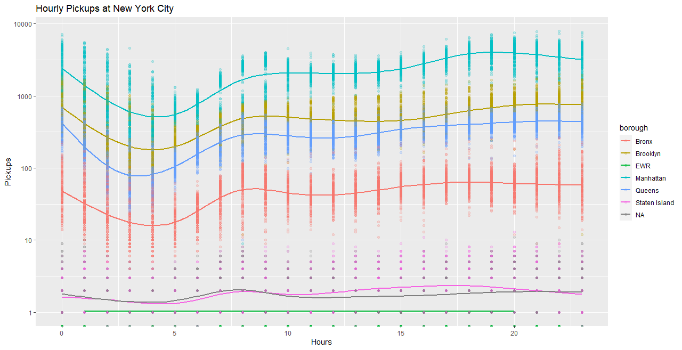 Hourly Pickups at New York City
10000
1000
100
10
1
Pickups
0
5
10
15
20
Hours
borough
Bronx
Brooklyn
EWR
Manhattan
Queens
Staten Island
NA